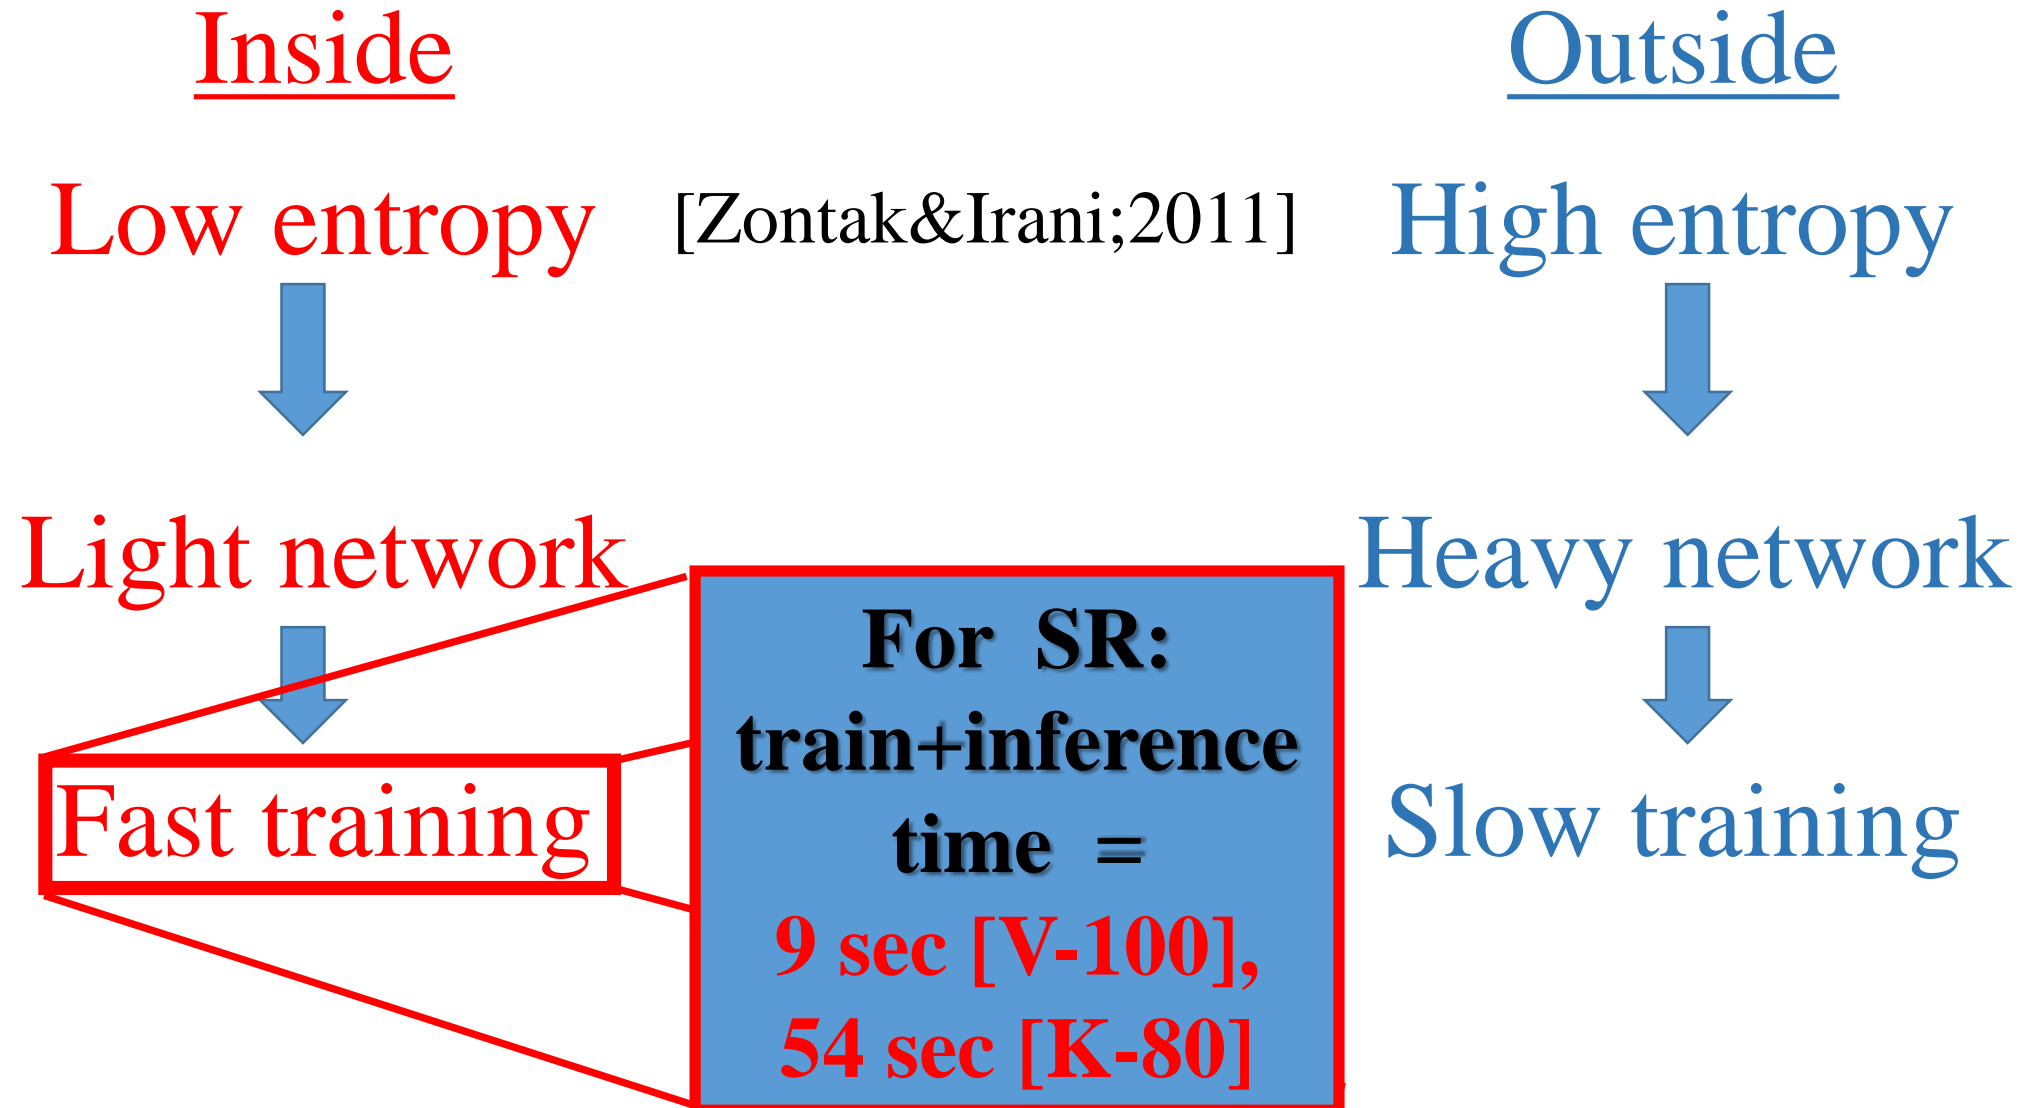 Inside
Outside
Low entropy
[Zontak&Irani;2011]
High entropy
Light network
Heavy network
For SR:
train+inference
time =
9 sec [V-100],
54 sec [K-80]
Fast training
Slow training